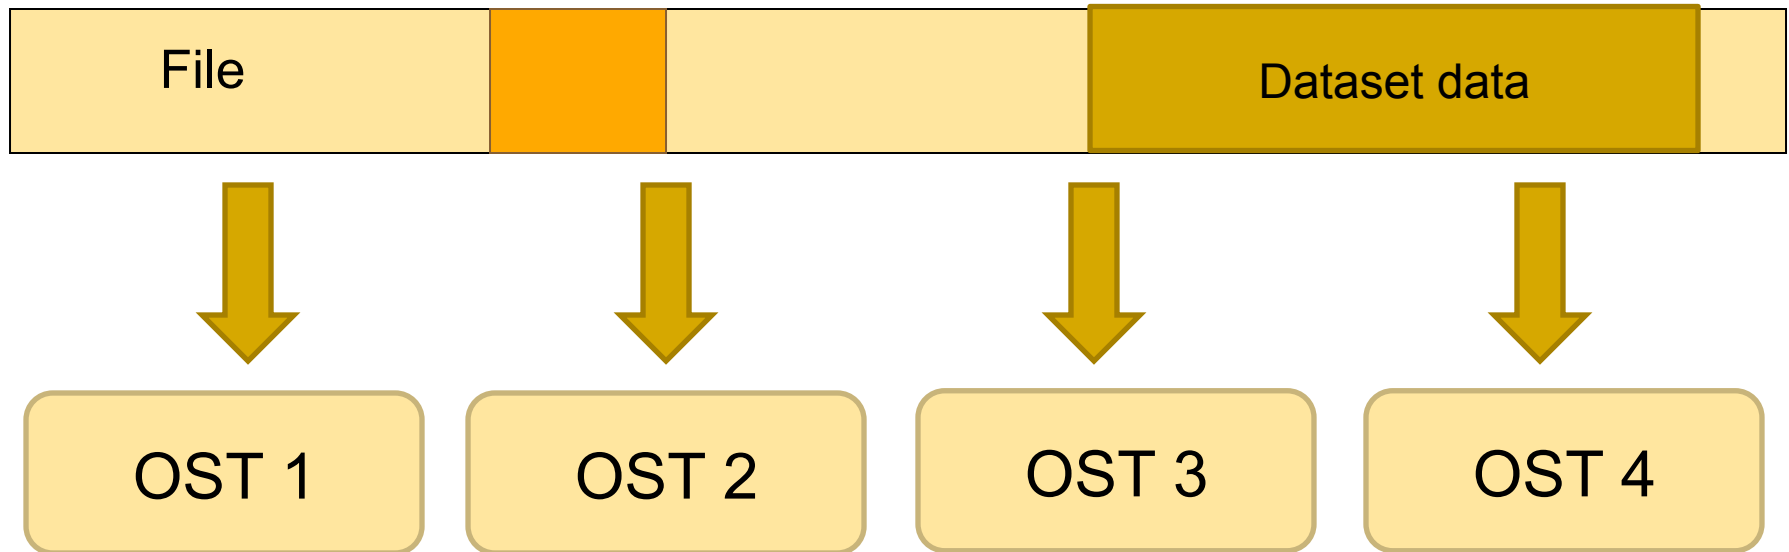 File
Dataset data
OST 1
OST 2
OST 3
OST 4